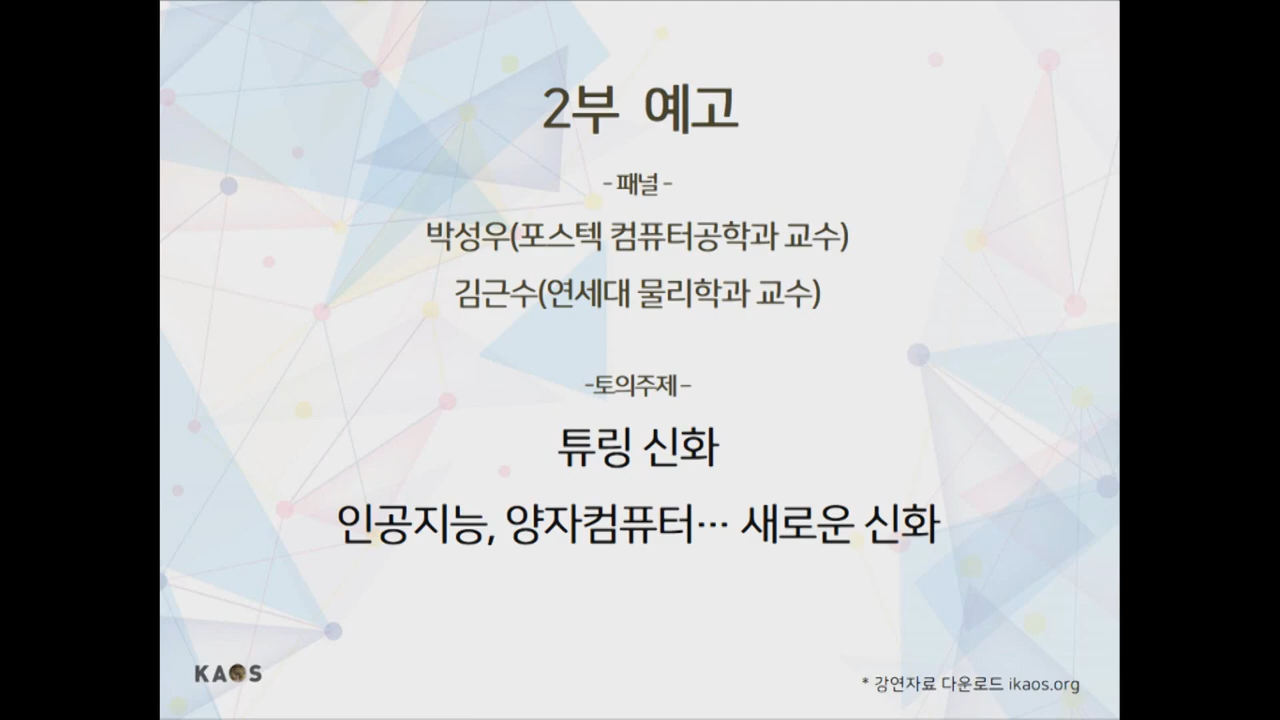 2부 예고
- 패널 -
박성우(포스텍 컴퓨터공학과 교수)
김근수(연세대 물리학과 교수)
-토의주제-
튜링 신화
인공지능, 양자컴퓨터··· 새로운 신화
KAOS
* 강연자료 다운로드 ikaos.org